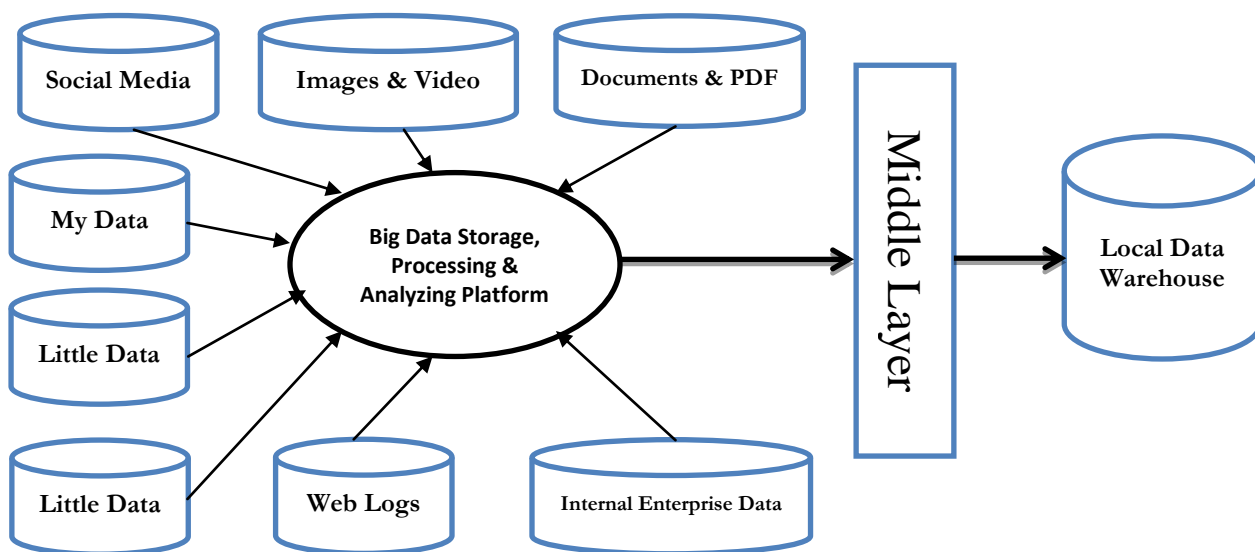 Social Media
Images & Video
Documents & PDF
My Data
Big Data Storage,
Processing &
Analyzing Platform
Middle Layer
Local Data
Warehouse
Little Data
Little Data
Web Logs
Internal Enterprise Data